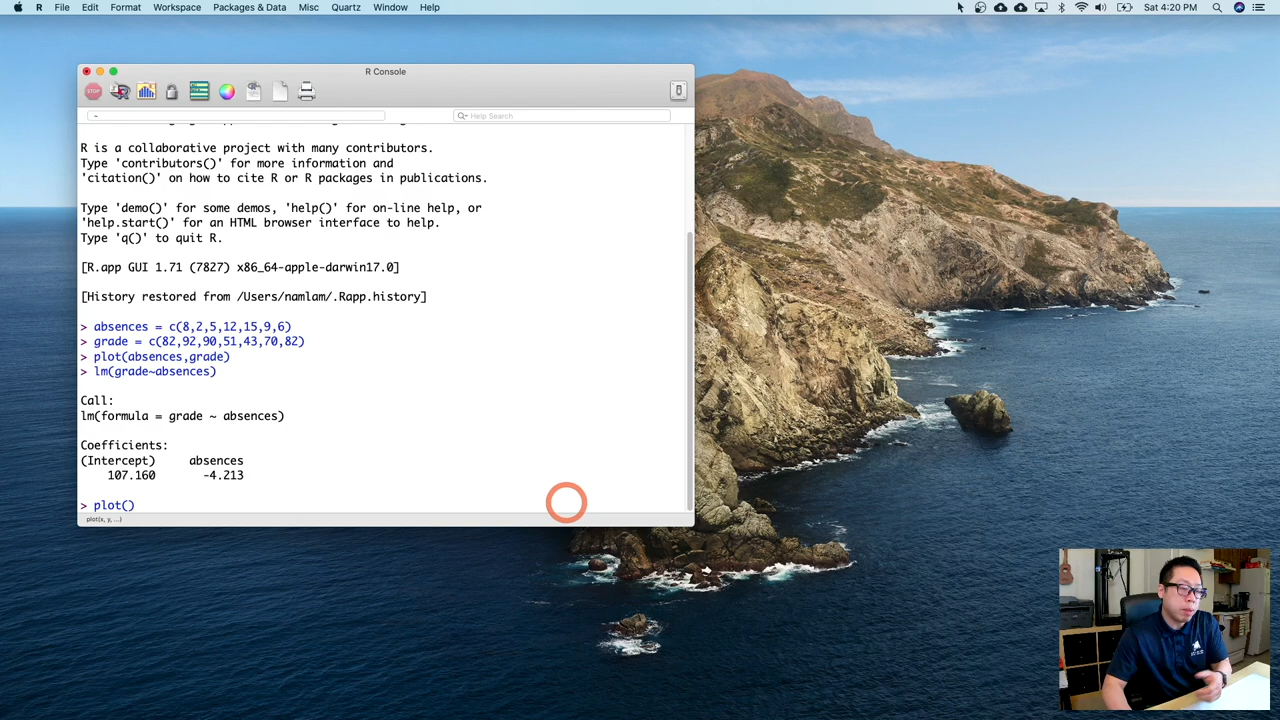 R File Edit Format Workspace Packages & Data Misc Quartz Window Help Sat 4:20 PM
R Console
STOP
~ Help Search
R is a collaborative project with many contributors.
Type 'contributors()' for more information and
'citation()' on how to cite R or R packages in publications.
Type 'demo()' for some demos, 'help()' for on-line help, or
'help.start()' for an HTML browser interface to help.
Type 'q()' to quit R.
[R.app GUI 1.71 (7827) x86_64-apple-darwin17.0]
[History restored from /Users/namlam/.Rapp.history]
> absences = c(8,2,5,12,15,9,6)
> grade = c(82,92,90,51,43,70,82)
> plot(absences,grade)
> lm(grade~absences)
Call:
lm(formula = grade ~ absences)
Coefficients:
(Intercept) absences
107.160 -4.213
> plot()
plot(x, y, ...)